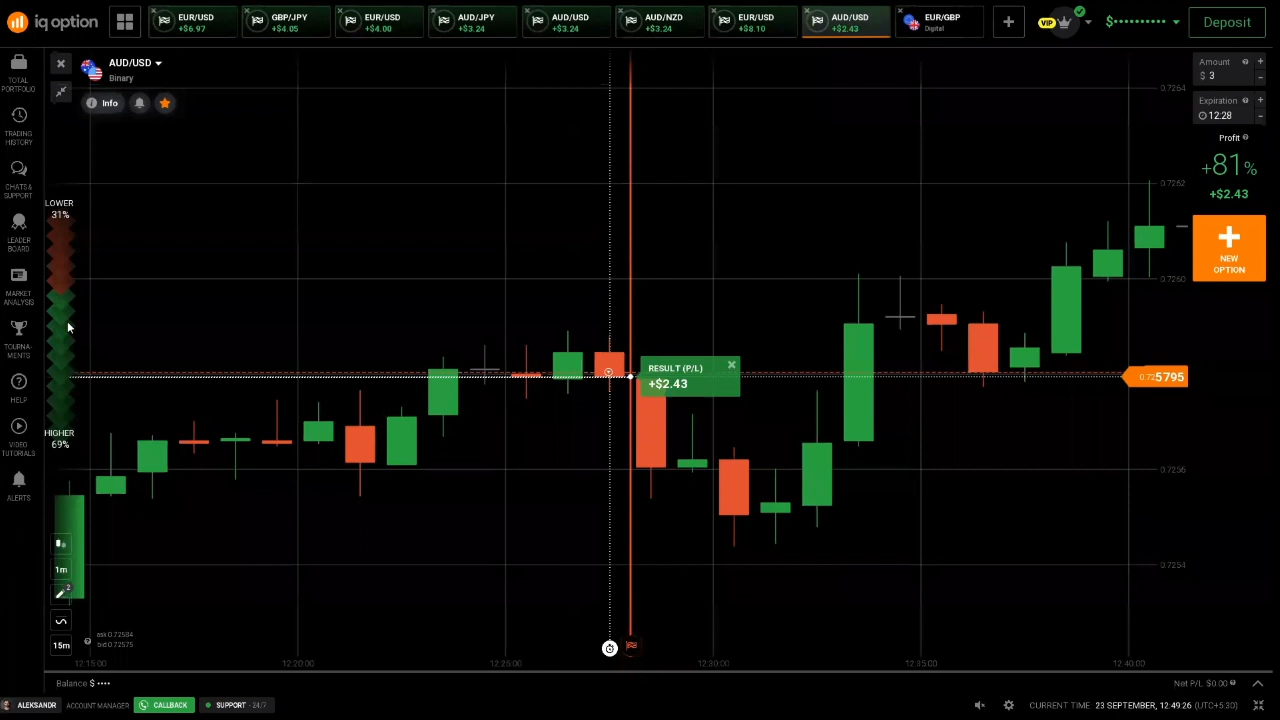 iq option
EUR/USD
+$6.97
GBP/JPY
+$4.05
EUR/USD
+$4.00
AUD/JPY
+$3.24
AUD/USD
+$3.24
AUD/NZD
+$3.24
EUR/USD
+$8.10
AUD/USD
+$2.43
EUR/GBP
Digital
VIP
$••••••••••
Deposit
TOTAL
PORTFOLIO
TRADING
HISTORY
CHATS &
SUPPORT
LEADER
BOARD
MARKET
ANALYSIS
TOURNA-
MENTS
HELP
VIDEO
TUTORIALS
ALERTS
AUD/USD
Binary
Info
LOWER
31%
HIGHER
69%
1m
2
15m
ask 0.72584
bid 0.72575
RESULT (P/L)
+$2.43
0.7264
0.7252
0.7250
0.725795
0.7256
0.7254
12:15:00
12:20:00
12:25:00
12:30:00
12:35:00
12:40:00
Amount
$ 3
Expiration
12:28
Profit
+81%
+$2.43
NEW
OPTION
Balance $ ••••
Net P/L $0.00
ALEKSANDR
ACCOUNT MANAGER
CALLBACK
SUPPORT - 24/7
CURRENT TIME: 23 SEPTEMBER, 12:49:26 (UTC+5:30)